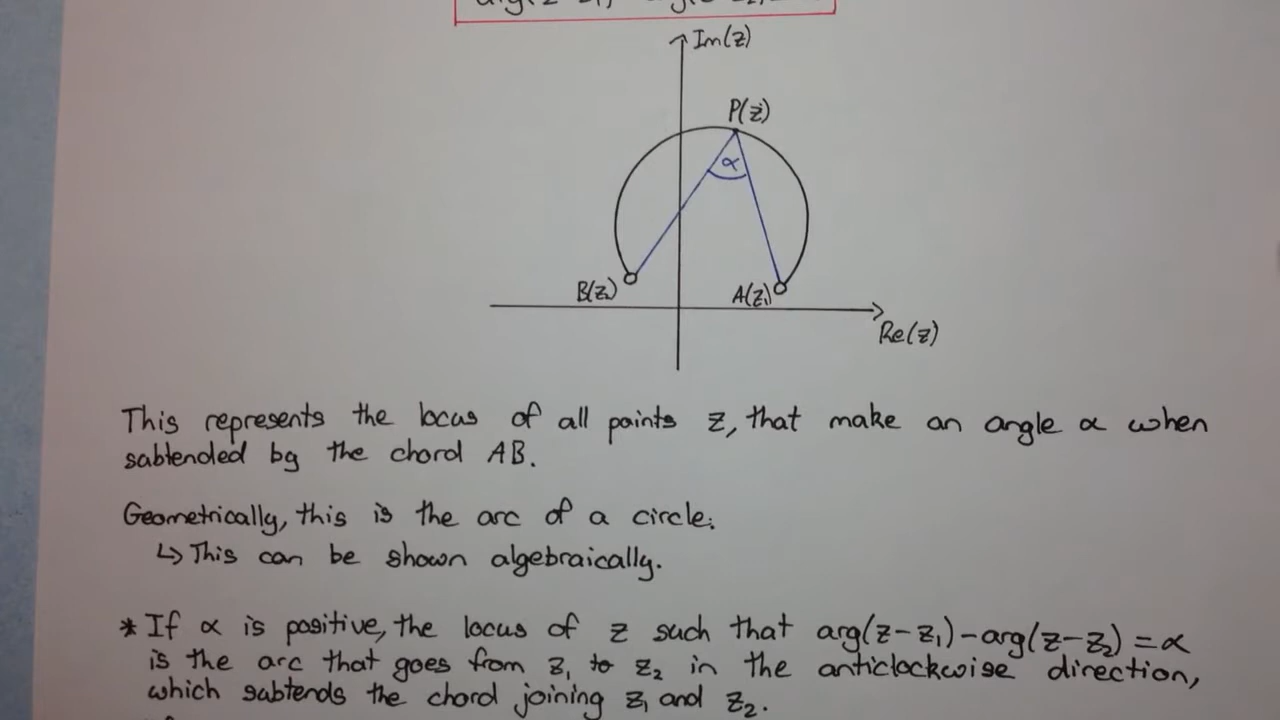 Im(z)
P(z)
α
B(z₂)
A(z₁)
Re(z)
This represents the locus of all points z, that make an angle α when
subtended by the chord AB.
Geometrically, this is the arc of a circle.
↳ This can be shown algebraically.
* If α is positive, the locus of z such that arg(z-z₁)-arg(z-z₂)=α
is the arc that goes from z₁ to z₂ in the anticlockwise direction,
which subtends the chord joining z₁ and z₂.